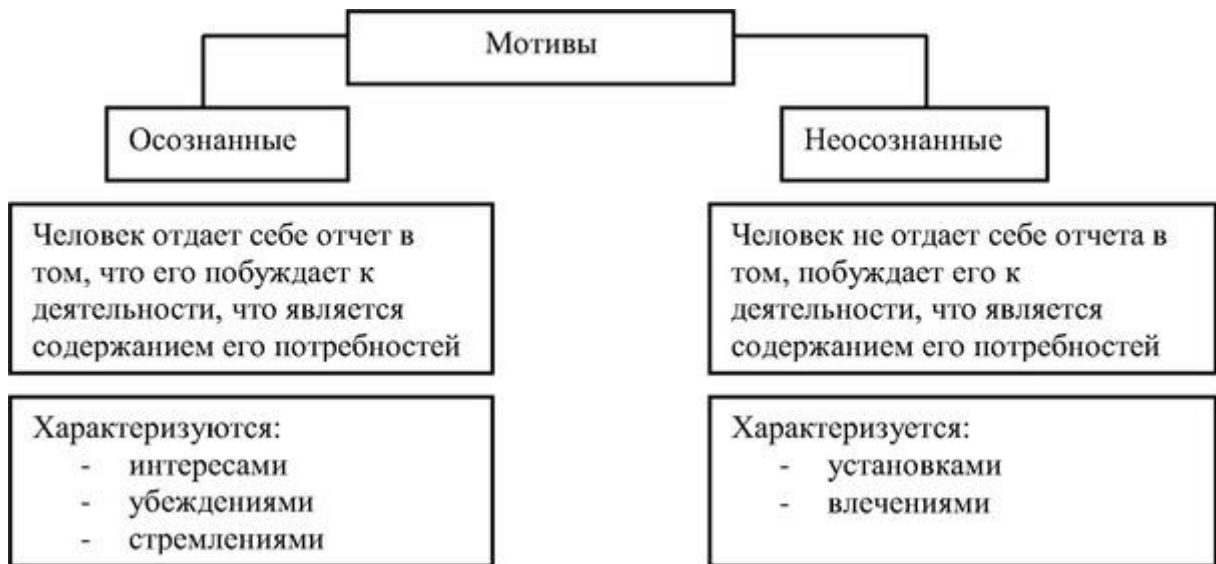 Мотивы
Осознанные
Неосознанные
Человек отдает себе отчет в
том, что его побуждает к
деятельности, что является
содержанием его потребностей
Человек не отдает себе отчета в
том, побуждает его к
деятельности, что является
содержанием его потребностей
Характеризуются:
- интересами
- убеждениями
- стремлениями
Характеризуется:
- установками
- влечениями